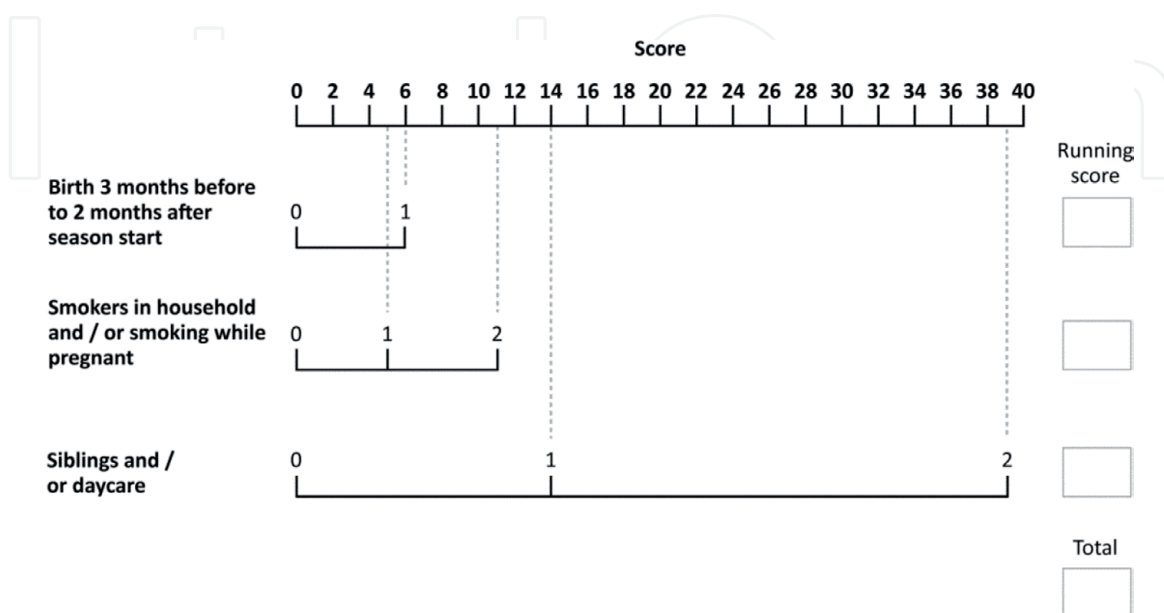 Score
0 2 4 6 8 10 12 14 16 18 20 22 24 26 28 30 32 34 36 38 40
Running
score
Birth 3 months before
to 2 months after
season start
0 1
Smokers in household
and / or smoking while
pregnant
0 1 2
Siblings and /
or daycare
0 1 2
Total